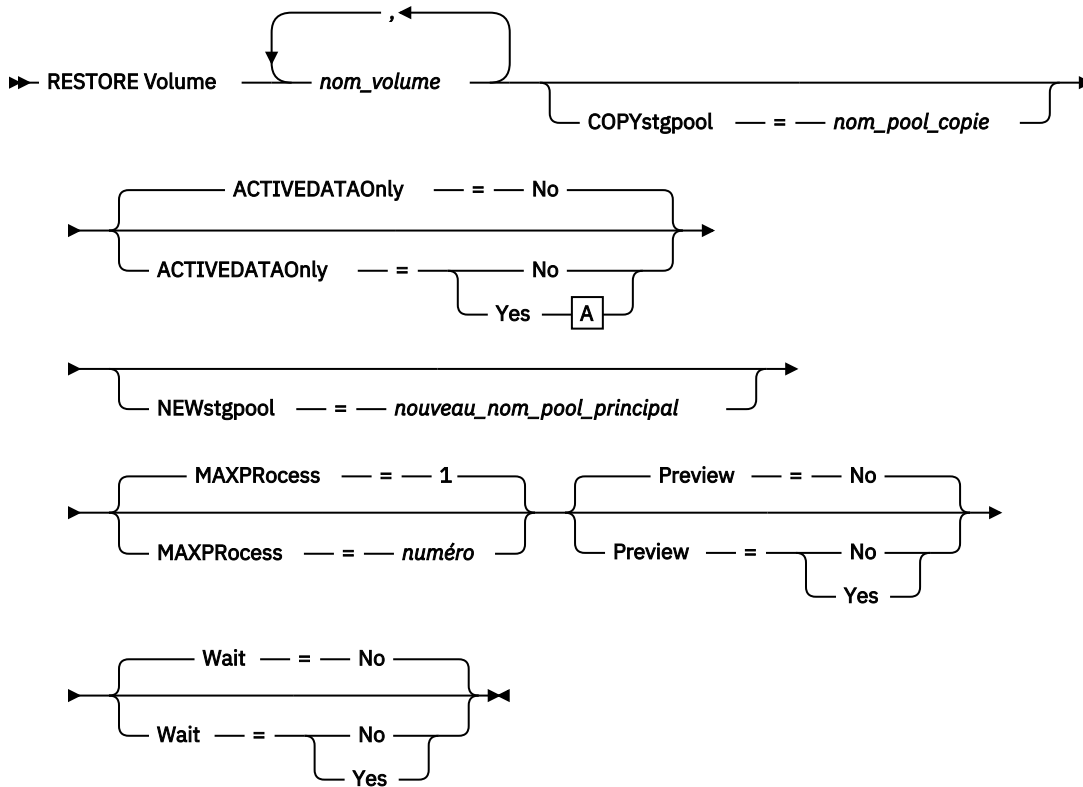 ,
RESTORE Volume nom_volume
COPYstgpool = nom_pool_copie
ACTIVEDATAOnly = No
ACTIVEDATAOnly = No
Yes A
NEWstgpool = nouveau_nom_pool_principal
MAXPRocess = 1 Preview = No
MAXPRocess = numéro Preview = No
Yes
Wait = No
Wait = No
Yes